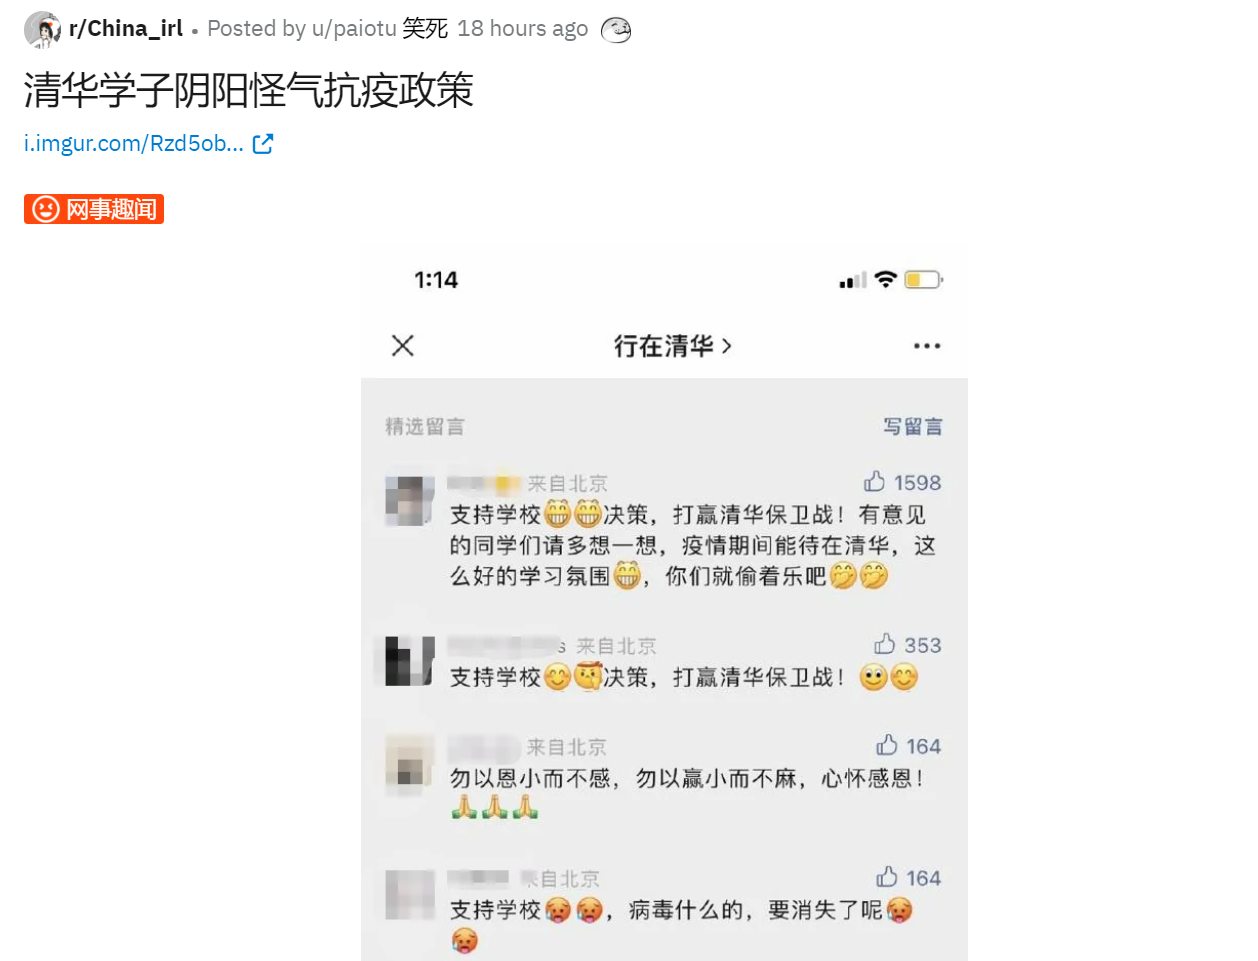 r/China_irl • Posted by u/paiotu 笑死 18 hours ago
清华学子阴阳怪气抗疫政策
i.imgur.com/Rzd5ob...
网事趣闻
1:14
行在清华 >
精选留言 写留言
来自北京 1598
支持学校😁😁决策，打赢清华保卫战！有意见
的同学们请多想一想，疫情期间能待在清华，这
么好的学习氛围😁，你们就偷着乐吧🤭🤭
s 来自北京 353
支持学校😊决策，打赢清华保卫战！🙂😊
来自北京 164
勿以恩小而不感，勿以赢小而不麻，心怀感恩！
🙏🙏🙏
来自北京 164
支持学校🥵🥵，病毒什么的，要消失了呢🥵
🥵